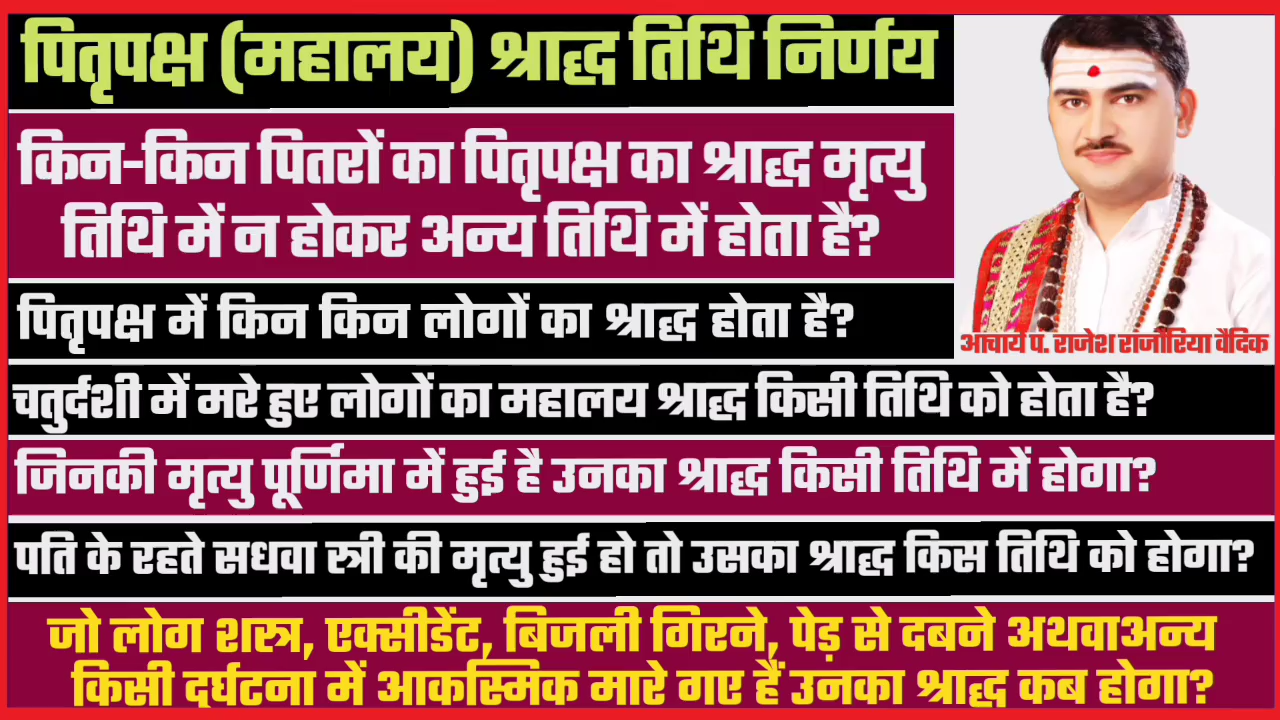 पितृपक्ष (महालय) श्राद्ध तिथि निर्णय
किन-किन पितरों का पितृपक्ष का श्राद्ध मृत्यु
तिथि में न होकर अन्य तिथि में होता है?
पितृपक्ष में किन किन लोगों का श्राद्ध होता है?
आचार्य पं. राजेश राजौरिया वैदिक
चतुर्दशी में मरे हुए लोगों का महालय श्राद्ध किसी तिथि को होता है?
जिनकी मृत्यु पूर्णिमा में हुई है उनका श्राद्ध किसी तिथि में होगा?
पति के रहते सधवा स्त्री की मृत्यु हुई हो तो उसका श्राद्ध किस तिथि को होगा?
जो लोग शस्त्र, एक्सीडेंट, बिजली गिरने, पेड़ से दबने अथवाअन्य
किसी दुर्घटना में आकस्मिक मारे गए हैं उनका श्राद्ध कब होगा?